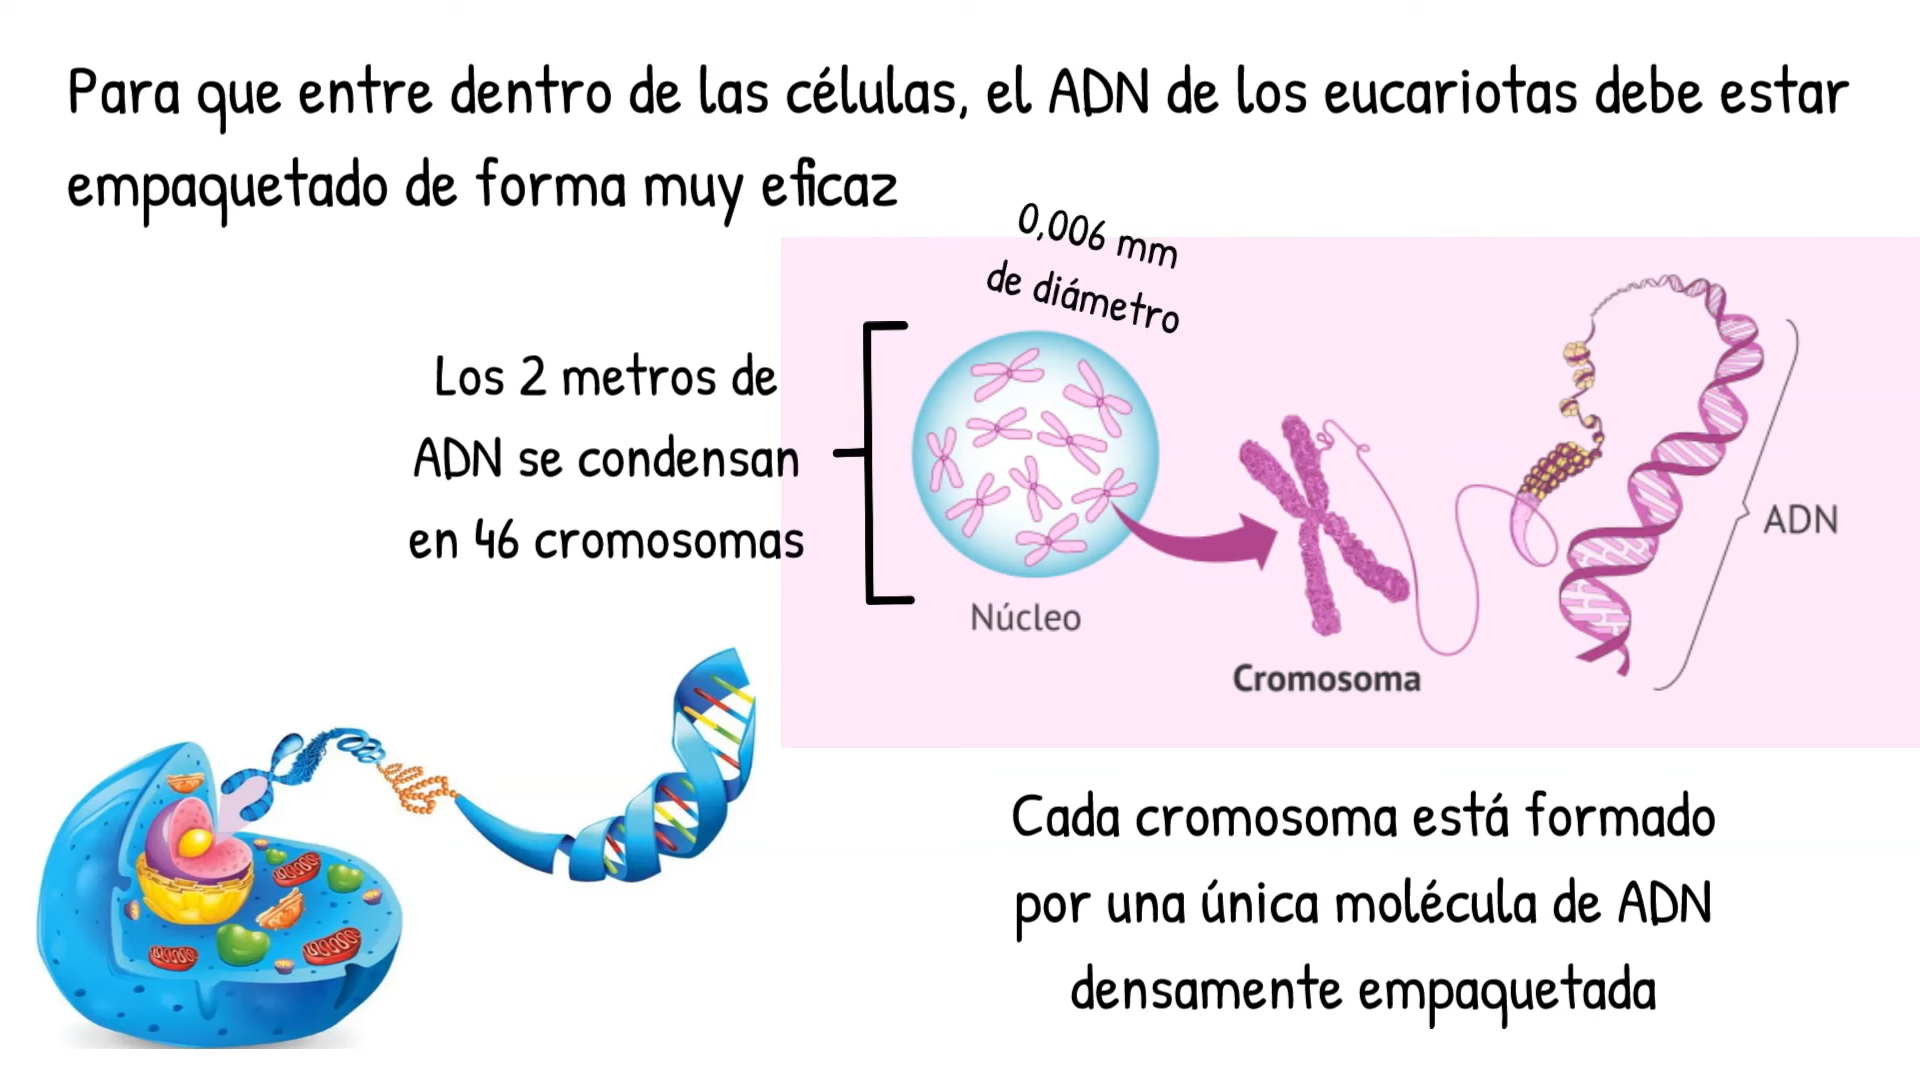 Para que entre dentro de las células, el ADN de los eucariotas debe estar
empaquetado de forma muy eficaz
0,006 mm
de diámetro
Los 2 metros de
ADN se condensan
en 46 cromosomas
Núcleo
Cromosoma
ADN
Cada cromosoma está formado
por una única molécula de ADN
densamente empaquetada